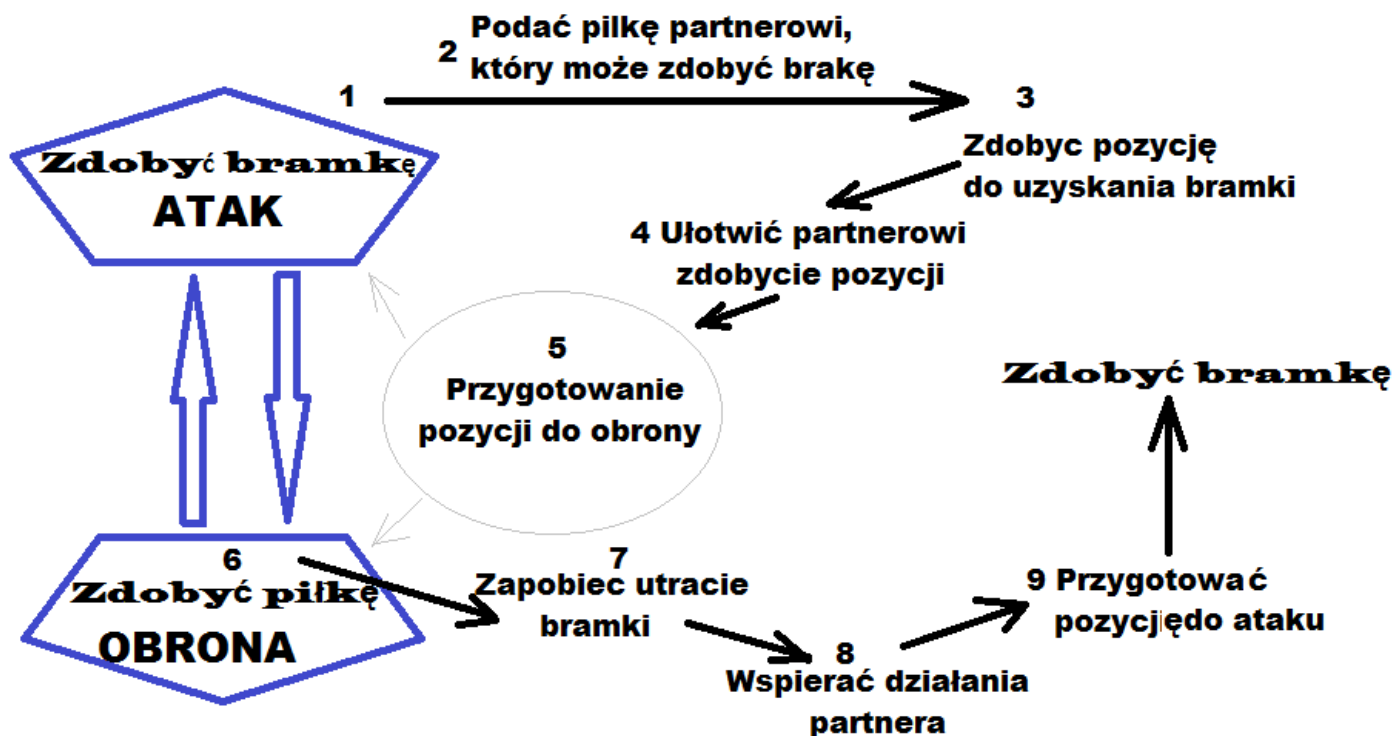 2 Podać pilkę partnerowi,
który może zdobyć brakę
1
3
Zdobyć bramkę
ATAK
Zdobyc pozycję
do uzyskania bramki
4 Ułotwić partnerowi
zdobycie pozycji
5
Przygotowanie
pozycji do obrony
Zdobyć bramkę
6
Zdobyć piłkę
OBRONA
7
Zapobiec utracie
bramki
8
Wspierać działania
partnera
9 Przygotować
pozycjędo ataku